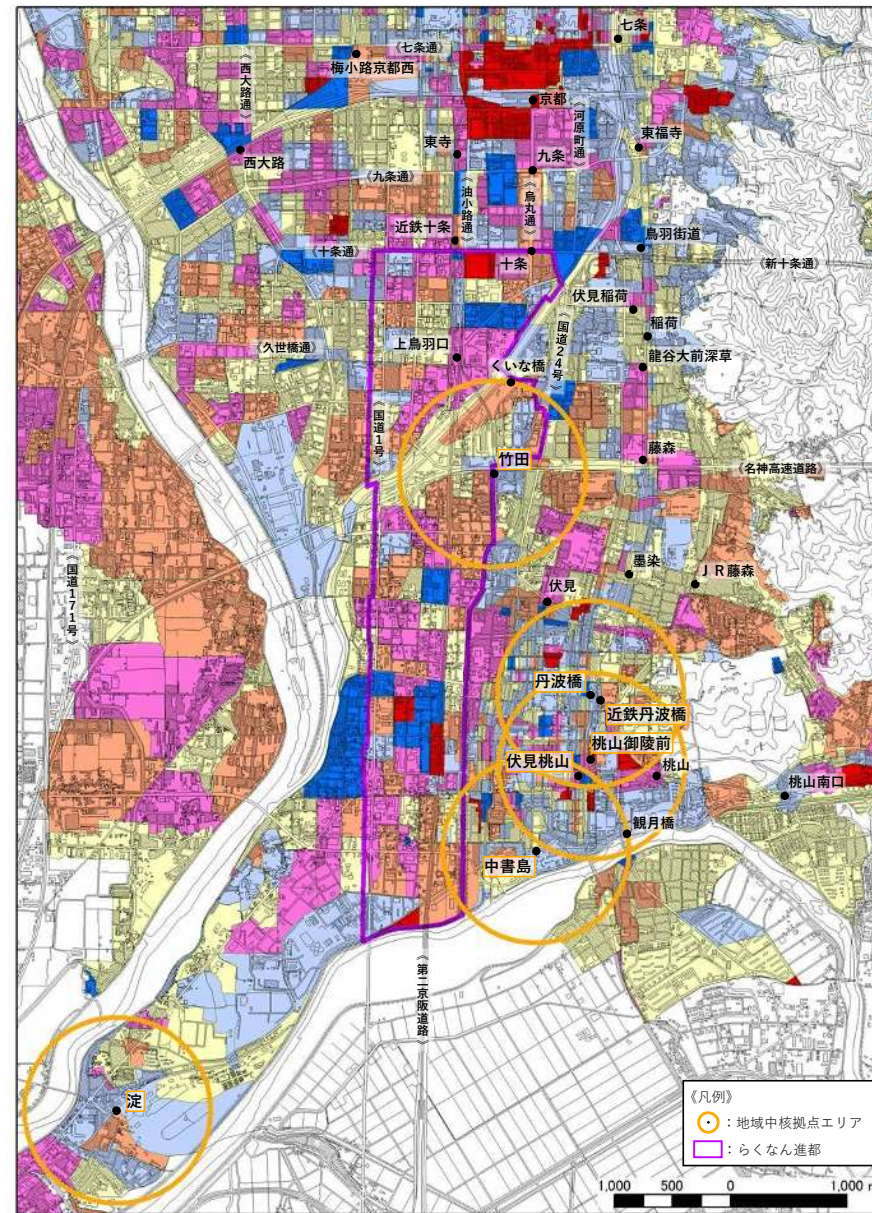 七条
《七条通》
梅小路京都西
《西大路通》
京都
《河原町通》
東寺
東福寺
西大路
九条
《九条通》
《油小路通》
《烏丸通》
近鉄十条
鳥羽街道
《十条通》
十条
《新十条通》
伏見稲荷
《国道24号》
稲荷
《久世橋通》
上鳥羽口
龍谷大前深草
くいな橋
《国道1号》
竹田
藤森
《名神高速道路》
墨染
JR藤森
《国道171号》
伏見
丹波橋
近鉄丹波橋
桃山御陵前
伏見桃山
桃山
桃山南口
観月橋
中書島
《第二京阪道路》
淀
《凡例》
：地域中核拠点エリア
：らくなん進都
1,000 500 0 1,000 m